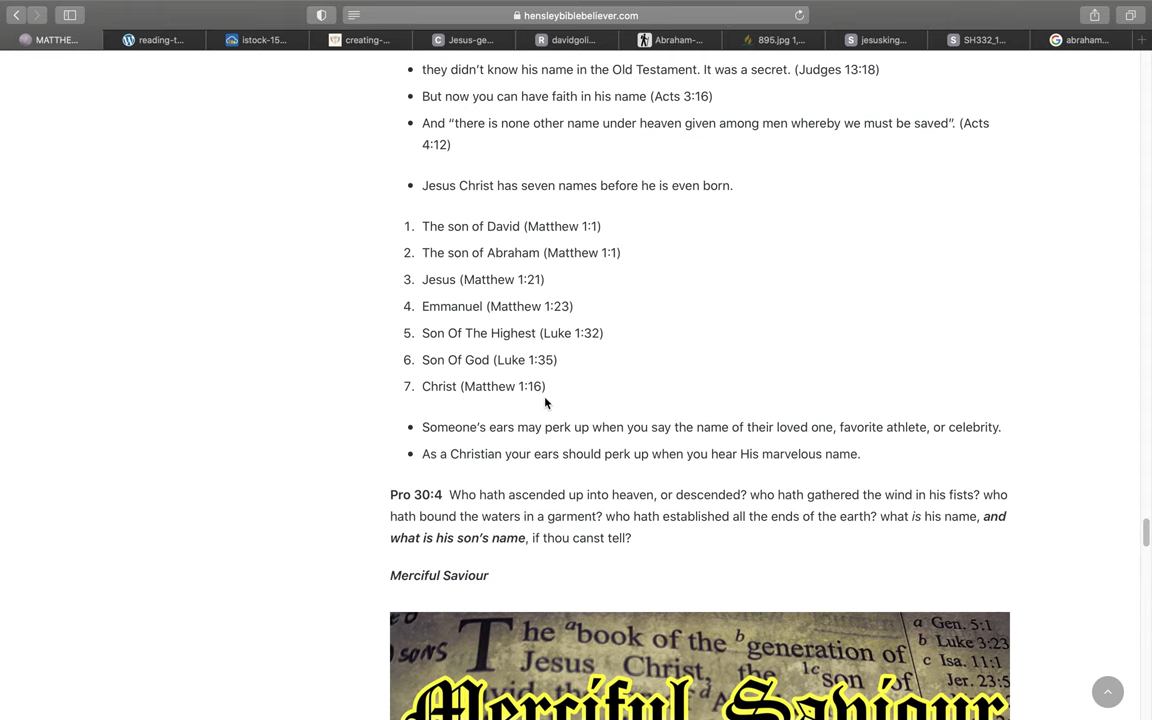 hensleybiblebeliever.com
MATTHE...
reading-t...
istock-15...
creating-...
Jesus-ge...
davidgoli...
Abraham-...
895.jpg 1,...
jesusking...
SH332_1...
abraham...
• they didn’t know his name in the Old Testament. It was a secret. (Judges 13:18)
• But now you can have faith in his name (Acts 3:16)
• And “there is none other name under heaven given among men whereby we must be saved”. (Acts
4:12)
• Jesus Christ has seven names before he is even born.
1. The son of David (Matthew 1:1)
2. The son of Abraham (Matthew 1:1)
3. Jesus (Matthew 1:21)
4. Emmanuel (Matthew 1:23)
5. Son Of The Highest (Luke 1:32)
6. Son Of God (Luke 1:35)
7. Christ (Matthew 1:16)
• Someone’s ears may perk up when you say the name of their loved one, favorite athlete, or celebrity.
• As a Christian your ears should perk up when you hear His marvelous name.
Pro 30:4 Who hath ascended up into heaven, or descended? who hath gathered the wind in his fists? who
hath bound the waters in a garment? who hath established all the ends of the earth? what is his name, and
what is his son’s name, if thou canst tell?
Merciful Saviour
The a book of the b generation of
Jesus Christ, the 1c son of
SONS
a Gen. 5:1
b Luke 3:23
c Isa. 11:1
Jer. 23:5
Merciful Saviour